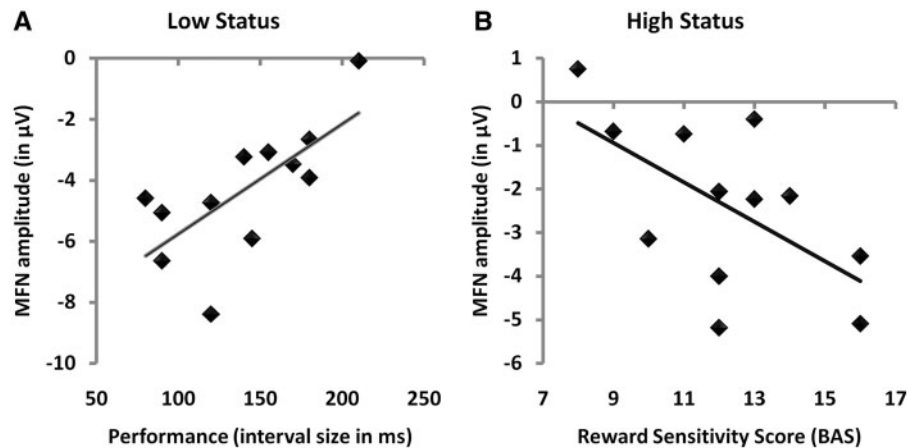 A
Low Status
0
-2
-4
-6
-8
-10
MFN amplitude (in µV)
50 100 150 200 250
Performance (interval size in ms)
B
High Status
1
0
-1
-2
-3
-4
-5
-6
MFN amplitude (in µV)
7 9 11 13 15 17
Reward Sensitivity Score (BAS)